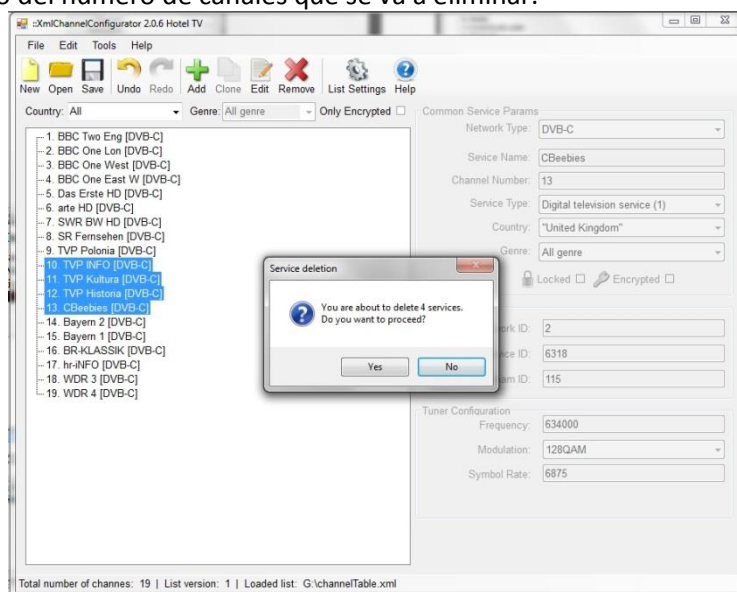 o del número de canales que se va a eliminar.
::XmlChannelConfigurator 2.0.6 Hotel TV
File Edit Tools Help
New Open Save Undo Redo Add Clone Edit Remove List Settings Help
Country: All Genre: All genre Only Encrypted
1. BBC Two Eng [DVB-C]
2. BBC One Lon [DVB-C]
3. BBC One West [DVB-C]
4. BBC One East W [DVB-C]
5. Das Erste HD [DVB-C]
6. arte HD [DVB-C]
7. SWR BW HD [DVB-C]
8. SR Fernsehen [DVB-C]
9. TVP Polonia [DVB-C]
10. TVP INFO [DVB-C]
11. TVP Kultura [DVB-C]
12. TVP Historia [DVB-C]
13. CBeebies [DVB-C]
14. Bayern 2 [DVB-C]
15. Bayern 1 [DVB-C]
16. BR-KLASSIK [DVB-C]
17. hr-iNFO [DVB-C]
18. WDR 3 [DVB-C]
19. WDR 4 [DVB-C]
Service deletion
You are about to delete 4 services.
Do you want to proceed?
Yes No
Common Service Params
Network Type: DVB-C
Sevice Name: CBeebies
Channel Number: 13
Service Type: Digital television service (1)
Country: "United Kingdom"
Genre: All genre
Locked Encrypted
ork ID: 2
ice ID: 6318
am ID: 115
Tuner Configuration
Frequency: 634000
Modulation: 128QAM
Symbol Rate: 6875
Total number of channes: 19 | List version: 1 | Loaded list: G:\channelTable.xml